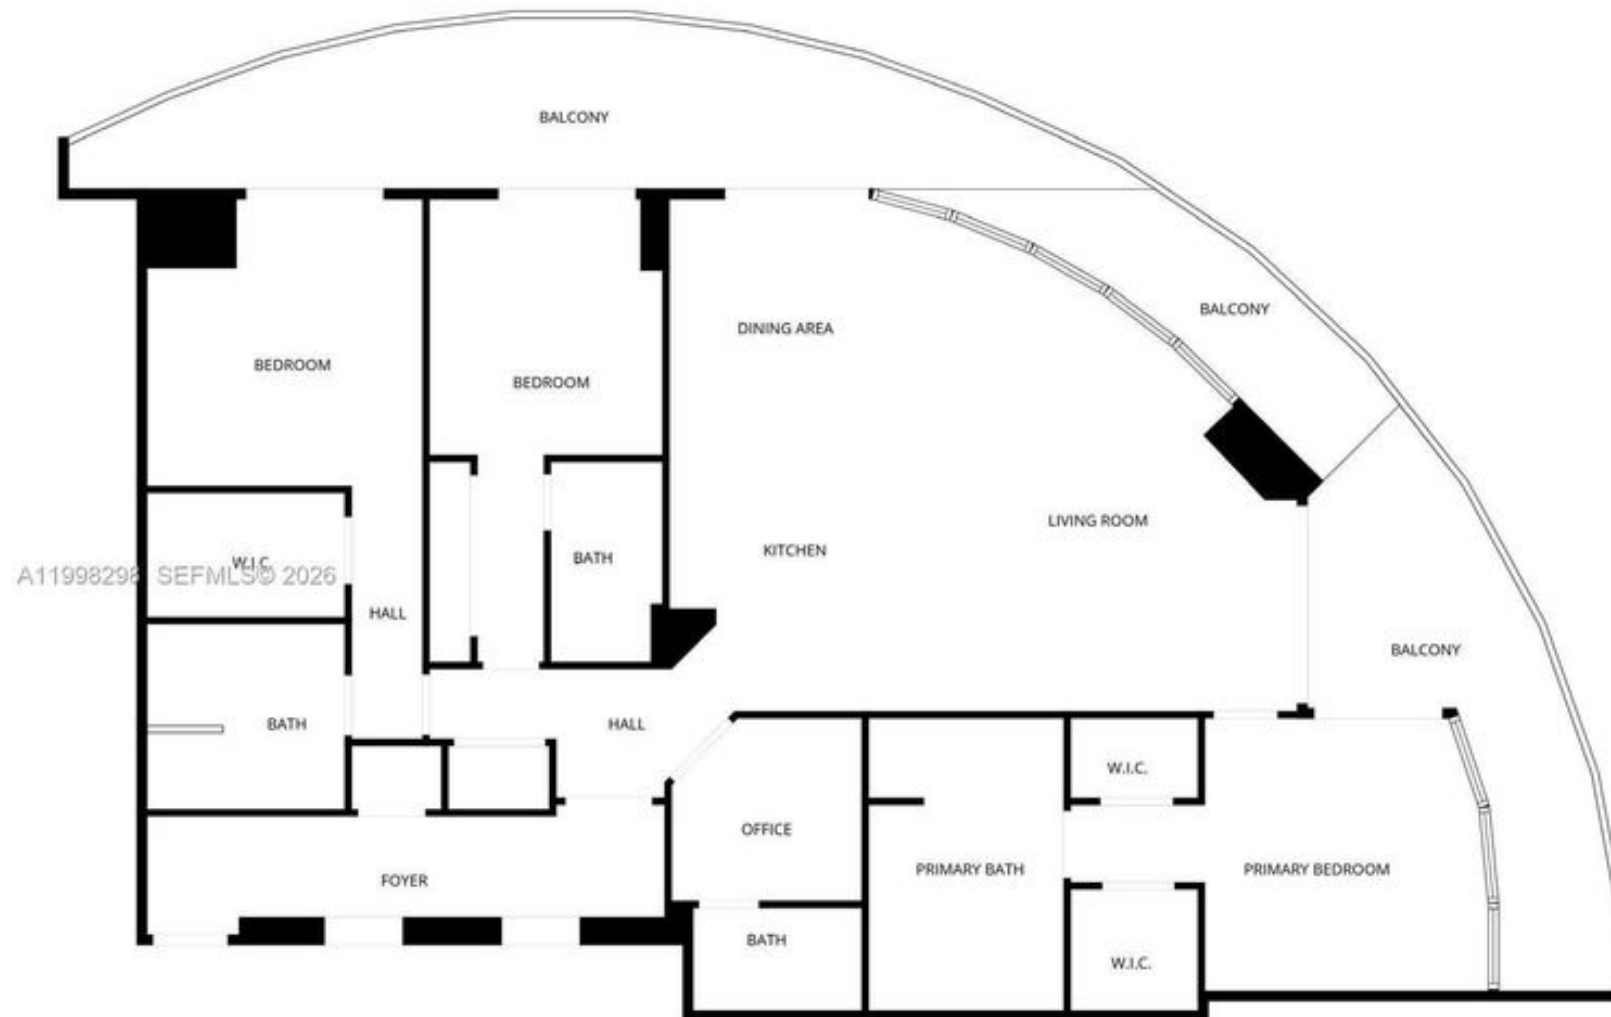 BALCONY
BALCONY
DINING AREA
BEDROOM
BEDROOM
LIVING ROOM
KITCHEN
BATH
W.I.C.
A11998298 SEFMLS© 2026
HALL
BALCONY
BATH
HALL
W.I.C.
OFFICE
PRIMARY BATH
PRIMARY BEDROOM
FOYER
BATH
W.I.C.